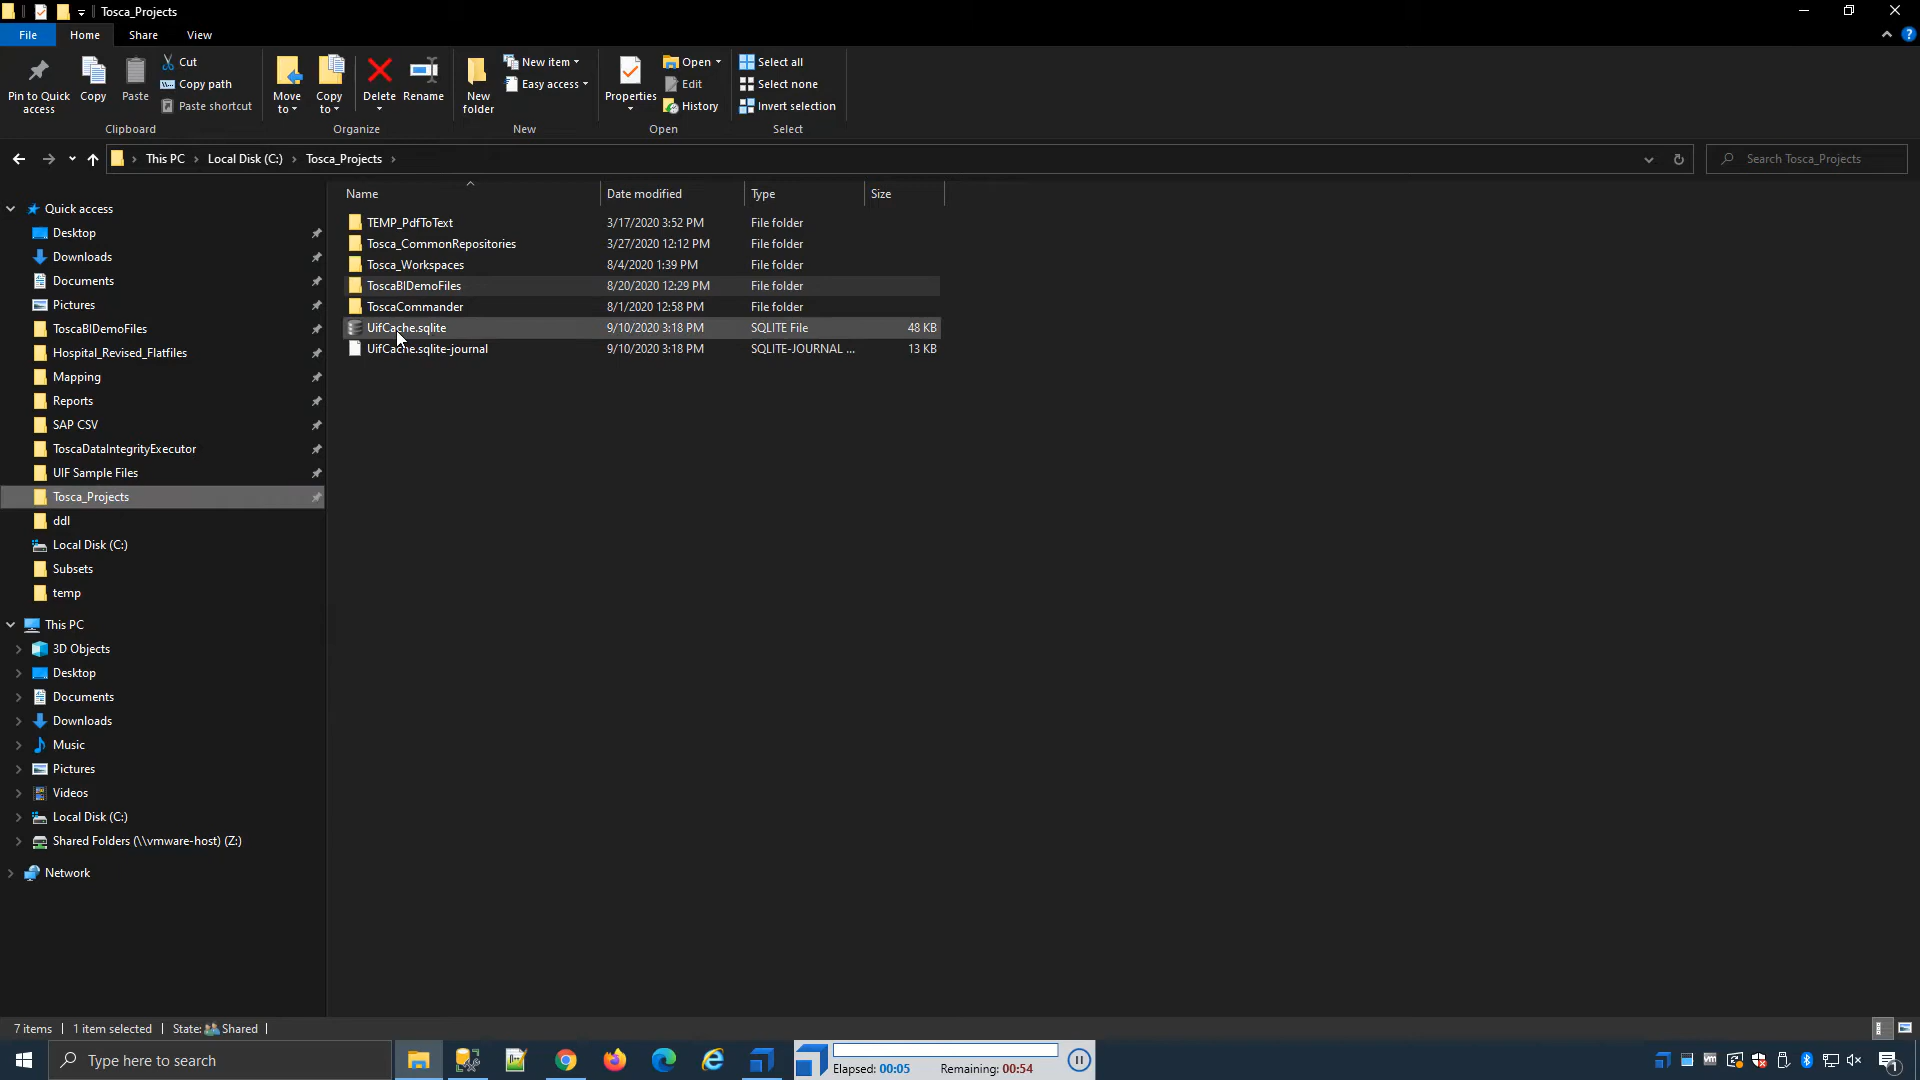 Tosca_Projects
File
Home
Share
View
Pin to Quick access
Copy
Paste
Cut
Copy path
Paste shortcut
Clipboard
Move to
Copy to
Delete
Rename
Organize
New folder
New item
Easy access
New
Properties
Open
Edit
History
Open
Select all
Select none
Invert selection
Select
This PC
Local Disk (C:)
Tosca_Projects
Search Tosca_Projects
Name
Date modified
Type
Size
TEMP_PdfToText 3/17/2020 3:52 PM File folder
Tosca_CommonRepositories 3/27/2020 12:12 PM File folder
Tosca_Workspaces 8/4/2020 1:39 PM File folder
ToscaBIDemoFiles 8/20/2020 12:29 PM File folder
ToscaCommander 8/1/2020 12:58 PM File folder
UifCache.sqlite 9/10/2020 3:18 PM SQLITE File 48 KB
UifCache.sqlite-journal 9/10/2020 3:18 PM SQLITE-JOURNAL ... 13 KB
Quick access
Desktop
Downloads
Documents
Pictures
ToscaBIDemoFiles
Hospital_Revised_Flatfiles
Mapping
Reports
SAP CSV
ToscaDataIntegrityExecutor
UIF Sample Files
Tosca_Projects
ddl
Local Disk (C:)
Subsets
temp
This PC
3D Objects
Desktop
Documents
Downloads
Music
Pictures
Videos
Local Disk (C:)
Shared Folders (\\vmware-host) (Z:)
Network
7 items
1 item selected
State: Shared
Type here to search
Elapsed: 00:05
Remaining: 00:54